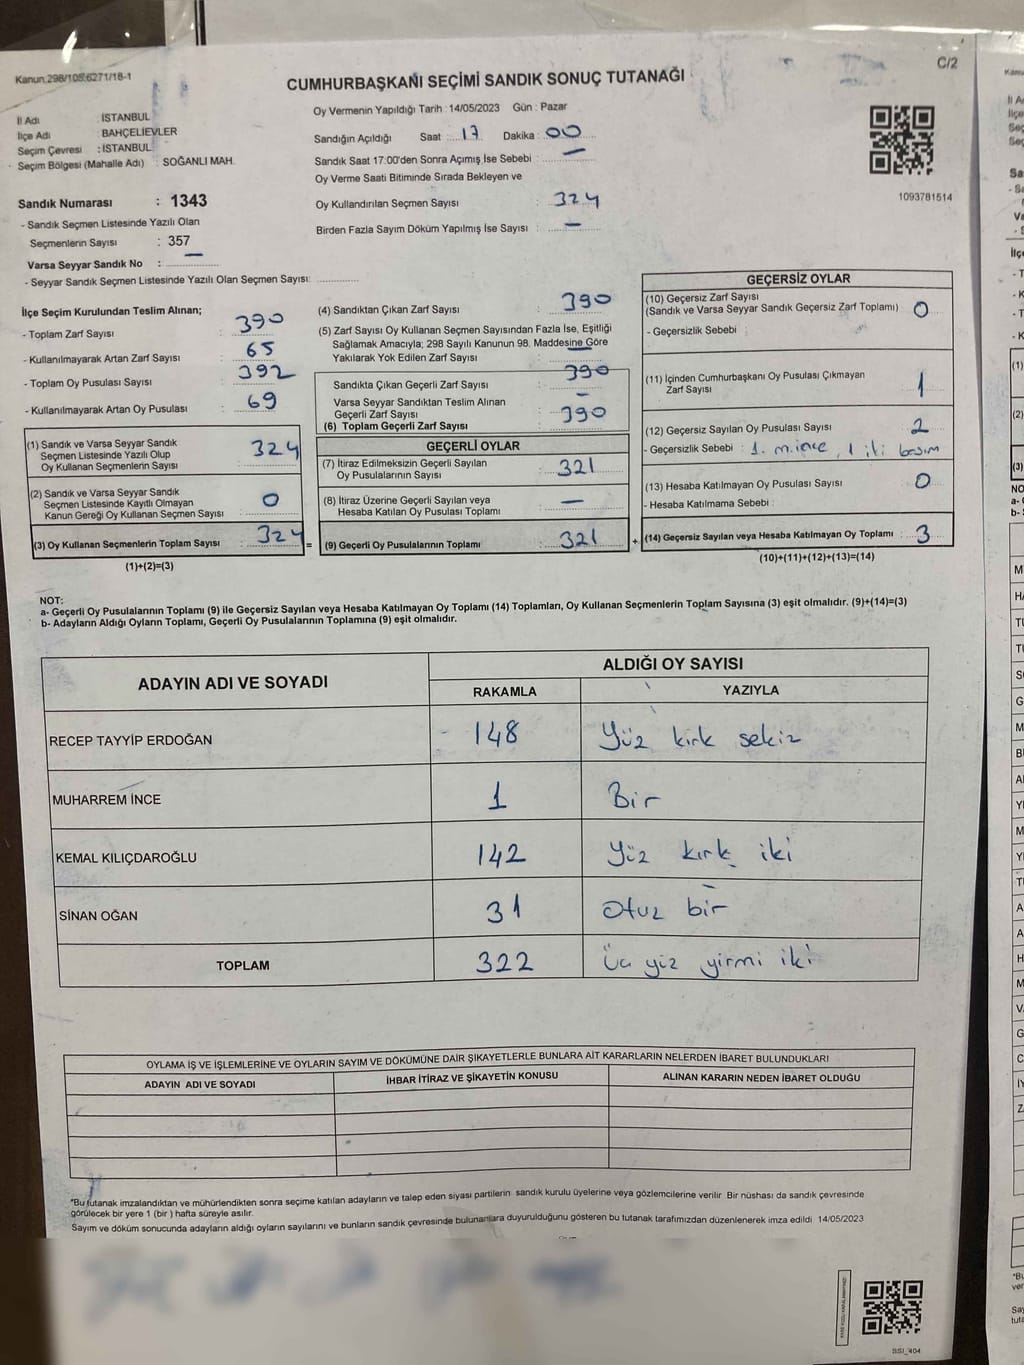 Kanun:298/105;6271/18-1
C/2
CUMHURBAŞKANI SEÇİMİ SANDIK SONUÇ TUTANAĞI
İl Adı : İSTANBUL
İlçe Adı : BAHÇELİEVLER
Seçim Çevresi : İSTANBUL
Seçim Bölgesi (Mahalle Adı) : SOĞANLI MAH.
Oy Vermenin Yapıldığı Tarih : 14/05/2023 Gün : Pazar
Sandığın Açıldığı Saat : 17 Dakika : 00
Sandık Saat 17:00'den Sonra Açımış İse Sebebi : —
Oy Verme Saati Bitiminde Sırada Bekleyen ve
Oy Kullandırılan Seçmen Sayısı : 324
Birden Fazla Sayım Döküm Yapılmış İse Sayısı : —
1093781514
Sandık Numarası : 1343
- Sandık Seçmen Listesinde Yazılı Olan
Seçmenlerin Sayısı : 357
Varsa Seyyar Sandık No : —
- Seyyar Sandık Seçmen Listesinde Yazılı Olan Seçmen Sayısı:
İlçe Seçim Kurulundan Teslim Alınan;
- Toplam Zarf Sayısı : 390
- Kullanılmayarak Artan Zarf Sayısı : 65
- Toplam Oy Pusulası Sayısı : 392
- Kullanılmayarak Artan Oy Pusulası : 69
(1) Sandık ve Varsa Seyyar Sandık
Seçmen Listesinde Yazılı Olup
Oy Kullanan Seçmenlerin Sayısı : 324
(2) Sandık ve Varsa Seyyar Sandık
Seçmen Listesinde Kayıtlı Olmayan
Kanun Gereği Oy Kullanan Seçmen Sayısı : 0
(3) Oy Kullanan Seçmenlerin Toplam Sayısı : 324 =
(1)+(2)=(3)
(4) Sandıktan Çıkan Zarf Sayısı : 390
(5) Zarf Sayısı Oy Kullanan Seçmen Sayısından Fazla İse, Eşitliği
Sağlamak Amacıyla; 298 Sayılı Kanunun 98. Maddesine Göre
Yakılarak Yok Edilen Zarf Sayısı : —
Sandıkta Çıkan Geçerli Zarf Sayısı : 390
Varsa Seyyar Sandıktan Teslim Alınan
Geçerli Zarf Sayısı : -
(6) Toplam Geçerli Zarf Sayısı : 390
GEÇERLİ OYLAR
(7) İtiraz Edilmeksizin Geçerli Sayılan
Oy Pusulasının Sayısı : 321
(8) İtiraz Üzerine Geçerli Sayılan veya
Hesaba Katılan Oy Pusulası Toplamı : —
(9) Geçerli Oy Pusulalarının Toplamı : 321 +
GEÇERSİZ OYLAR
(10) Geçersiz Zarf Sayısı
(Sandık ve Varsa Seyyar Sandık Geçersiz Zarf Toplamı) : 0
- Geçersizlik Sebebi :
(11) İçinden Cumhurbaşkanı Oy Pusulası Çıkmayan
Zarf Sayısı : 1
(12) Geçersiz Sayılan Oy Pusulası Sayısı : 2
- Geçersizlik Sebebi : 1. m.ince, 1 iki basım
(13) Hesaba Katılmayan Oy Pusulası Sayısı : 0
- Hesaba Katılmama Sebebi :
(14) Geçersiz Sayılan veya Hesaba Katılmayan Oy Toplamı : 3
(10)+(11)+(12)+(13)=(14)
NOT:
a- Geçerli Oy Pusulalarının Toplamı (9) ile Geçersiz Sayılan veya Hesaba Katılmayan Oy Toplamı (14) Toplamları, Oy Kullanan Seçmenlerin Toplam Sayısına (3) eşit olmalıdır. (9)+(14)=(3)
b- Adayların Aldığı Oyların Toplamı, Geçerli Oy Pusulalarının Toplamına (9) eşit olmalıdır.
ADAYIN ADI VE SOYADI ALDIĞI OY SAYISI
RAKAMLA YAZIYLA
RECEP TAYYİP ERDOĞAN 148 Yüz kırk sekiz
MUHARREM İNCE 1 Bir
KEMAL KILIÇDAROĞLU 142 Yüz kırk iki
SİNAN OĞAN 31 Otuz bir
TOPLAM 322 Üç yüz yirmi iki
OYLAMA İŞ VE İŞLEMLERİNE VE OYLARIN SAYIM VE DÖKÜMÜNE DAİR ŞİKAYETLERLE BUNLARA AİT KARARLARIN NELERDEN İBARET BULUNDUKLARI
ADAYIN ADI VE SOYADI İHBAR İTİRAZ VE ŞİKAYETİN KONUSU ALINAN KARARIN NEDEN İBARET OLDUĞU
*Bu tutanak imzalandıktan ve mühürlendikten sonra seçime katılan adayların ve talep eden siyasi partilerin sandık kurulu üyelerine veya gözlemcilerine verilir. Bir nüshası da sandık çevresinde
görülecek bir yere 1 (bir) hafta süreyle asılır.
Sayım ve döküm sonucunda adayların aldığı oyların sayılarını ve bunların sandık çevresinde bulunanlara duyurulduğunu gösteren bu tutanak tarafımızdan düzenlenerek imza edildi 14/05/2023
SSI_404